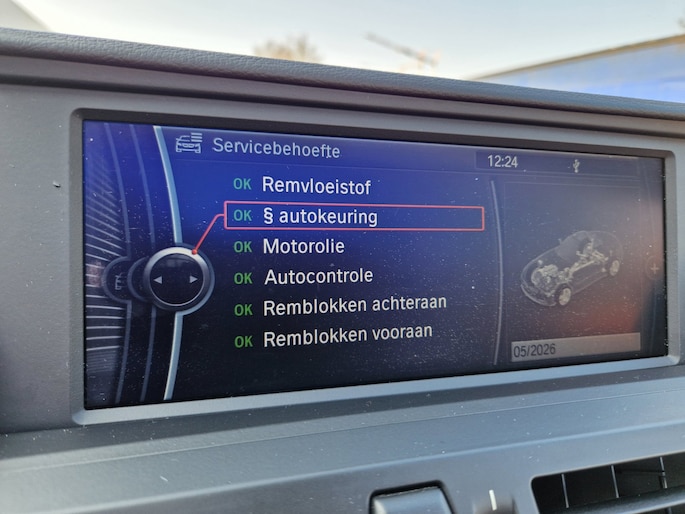 Servicebehoefte
12:24
OK Remvloeistof
OK § autokeuring
OK Motorolie
OK Autocontrole
OK Remblokken achteraan
OK Remblokken vooraan
05/2026